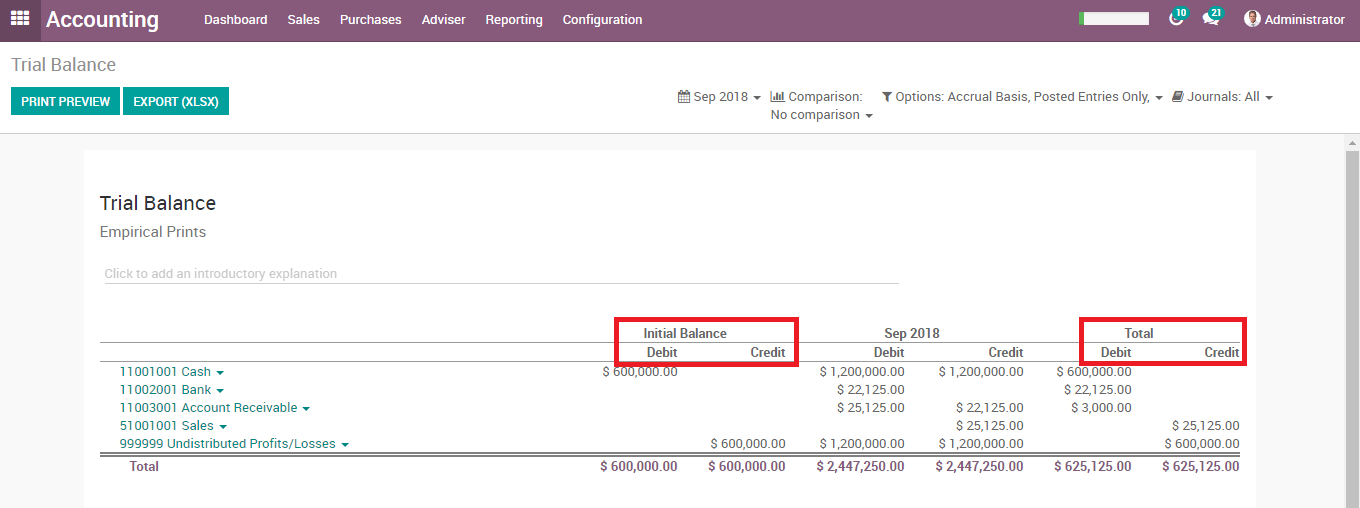 Accounting Dashboard Sales Purchases Adviser Reporting Configuration 10 21 Administrator
Trial Balance
PRINT PREVIEW EXPORT (XLSX) Sep 2018 Comparison: Options: Accrual Basis, Posted Entries Only, Journals: All
No comparison
Trial Balance
Empirical Prints
Click to add an introductory explanation
Initial Balance Sep 2018 Total
Debit Credit Debit Credit Debit Credit
11001001 Cash $ 600,000.00 $ 1,200,000.00 $ 1,200,000.00 $ 600,000.00
11002001 Bank $ 22,125.00 $ 22,125.00
11003001 Account Receivable $ 25,125.00 $ 22,125.00 $ 3,000.00
51001001 Sales $ 25,125.00 $ 25,125.00
999999 Undistributed Profits/Losses $ 600,000.00 $ 1,200,000.00 $ 1,200,000.00 $ 600,000.00
Total $ 600,000.00 $ 600,000.00 $ 2,447,250.00 $ 2,447,250.00 $ 625,125.00 $ 625,125.00